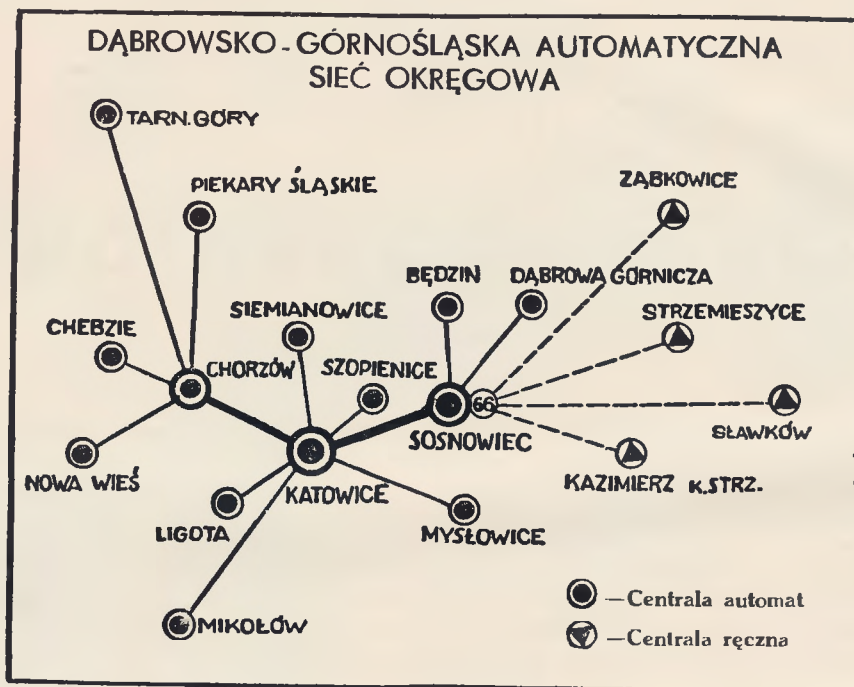 DĄBROWSKO-GÓRNOŚLĄSKA AUTOMATYCZNA
SIEĆ OKRĘGOWA
TARN. GÓRY
PIEKARY ŚLĄSKIE
ZĄBKOWICE
BĘDZIN
DĄBROWA GÓRNICZA
SIEMIANOWICE
STRZEMIESZYCE
CHEBZIE
CHORZÓW
SZOPIENICE
66
SOSNOWIEC
SŁAWKÓW
NOWA WIEŚ
KATOWICE
KAZIMIERZ K.STRZ.
LIGOTA
MYSŁOWICE
MIKOŁÓW
—Centrala automat
—Centrala ręczna